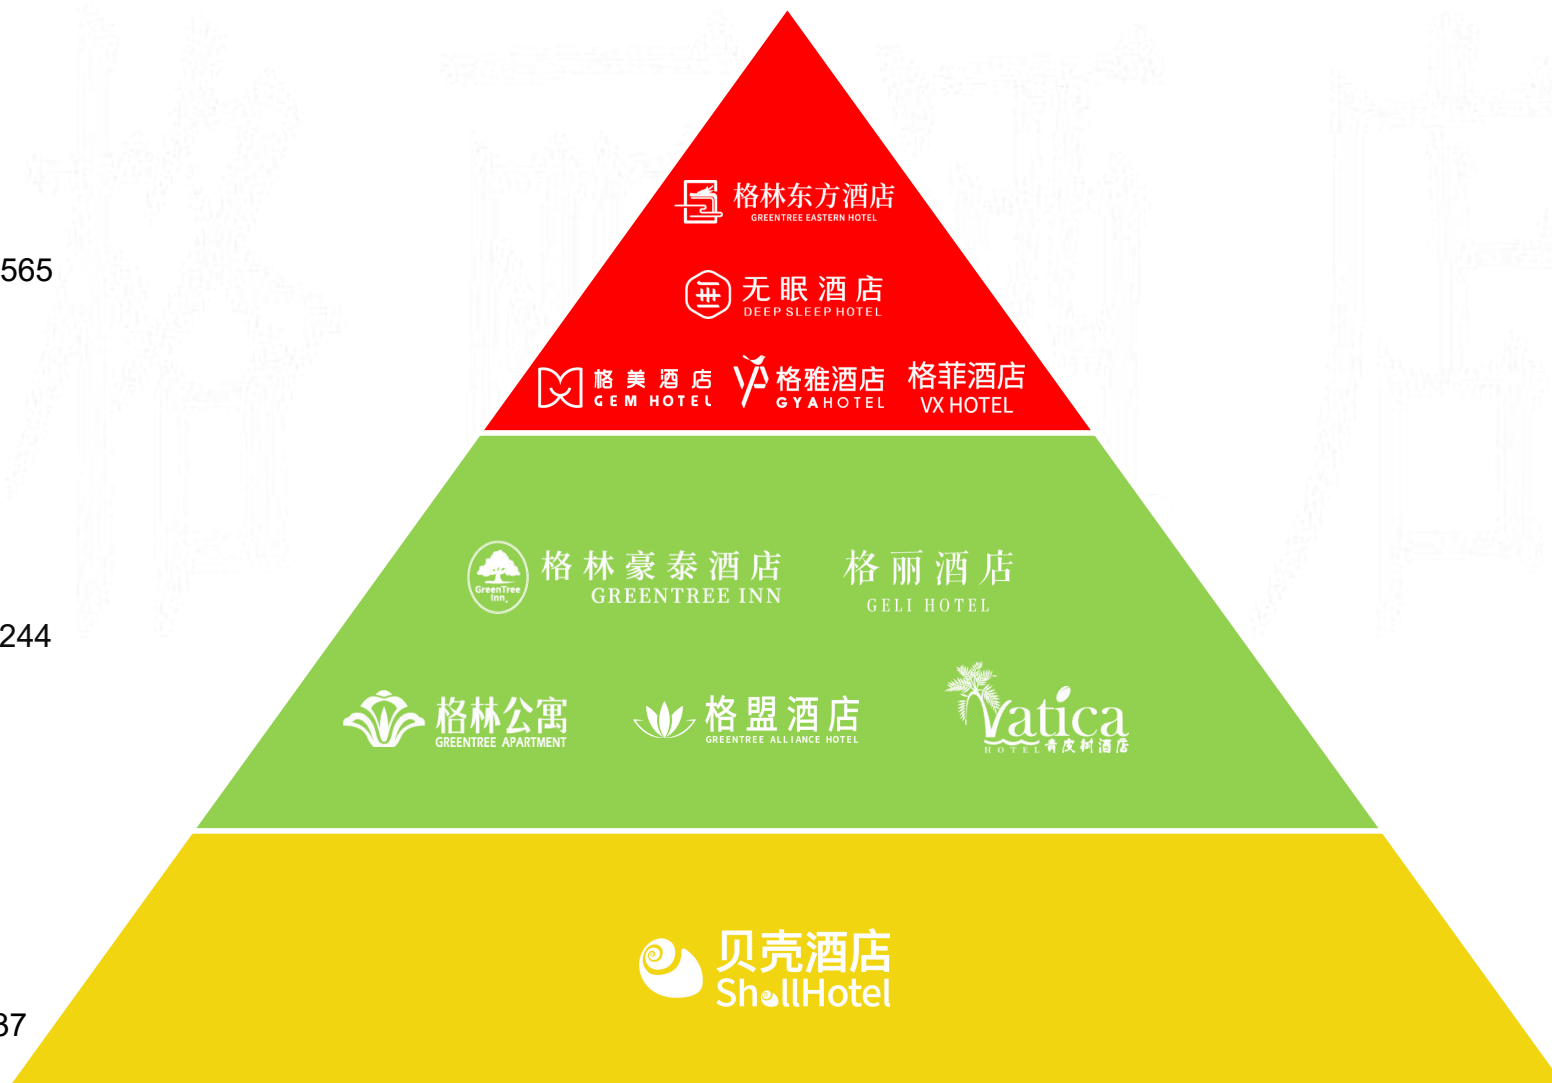 格林东方酒店
GREENTREE EASTERN HOTEL
565
无眠酒店
DEEP SLEEP HOTEL
格美酒店
GEM HOTEL
格雅酒店
GYAHOTEL
格菲酒店
VX HOTEL
格林豪泰酒店
GREENTREE INN
GreenTree
Inn
格丽酒店
GELI HOTEL
244
格林公寓
GREENTREE APARTMENT
格盟酒店
GREENTREE ALLIANCE HOTEL
Vatica
HOTEL 青皮树酒店
贝壳酒店
ShellHotel
37